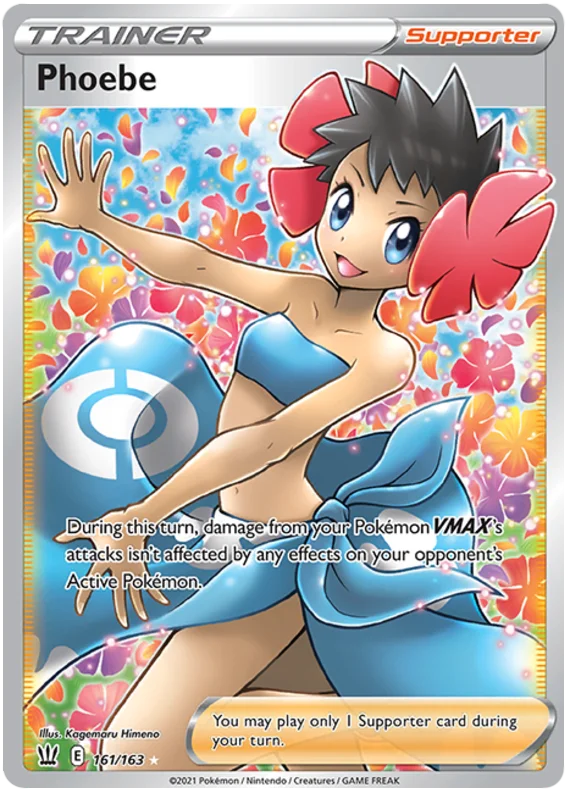 TRAINER
Supporter
Phoebe
During this turn, damage from your Pokémon VMAX's
attacks isn't affected by any effects on your opponent's
Active Pokémon.
You may play only 1 Supporter card during
your turn.
Illus. Kagemaru Himeno
E 161/163
©2021 Pokémon / Nintendo / Creatures / GAME FREAK